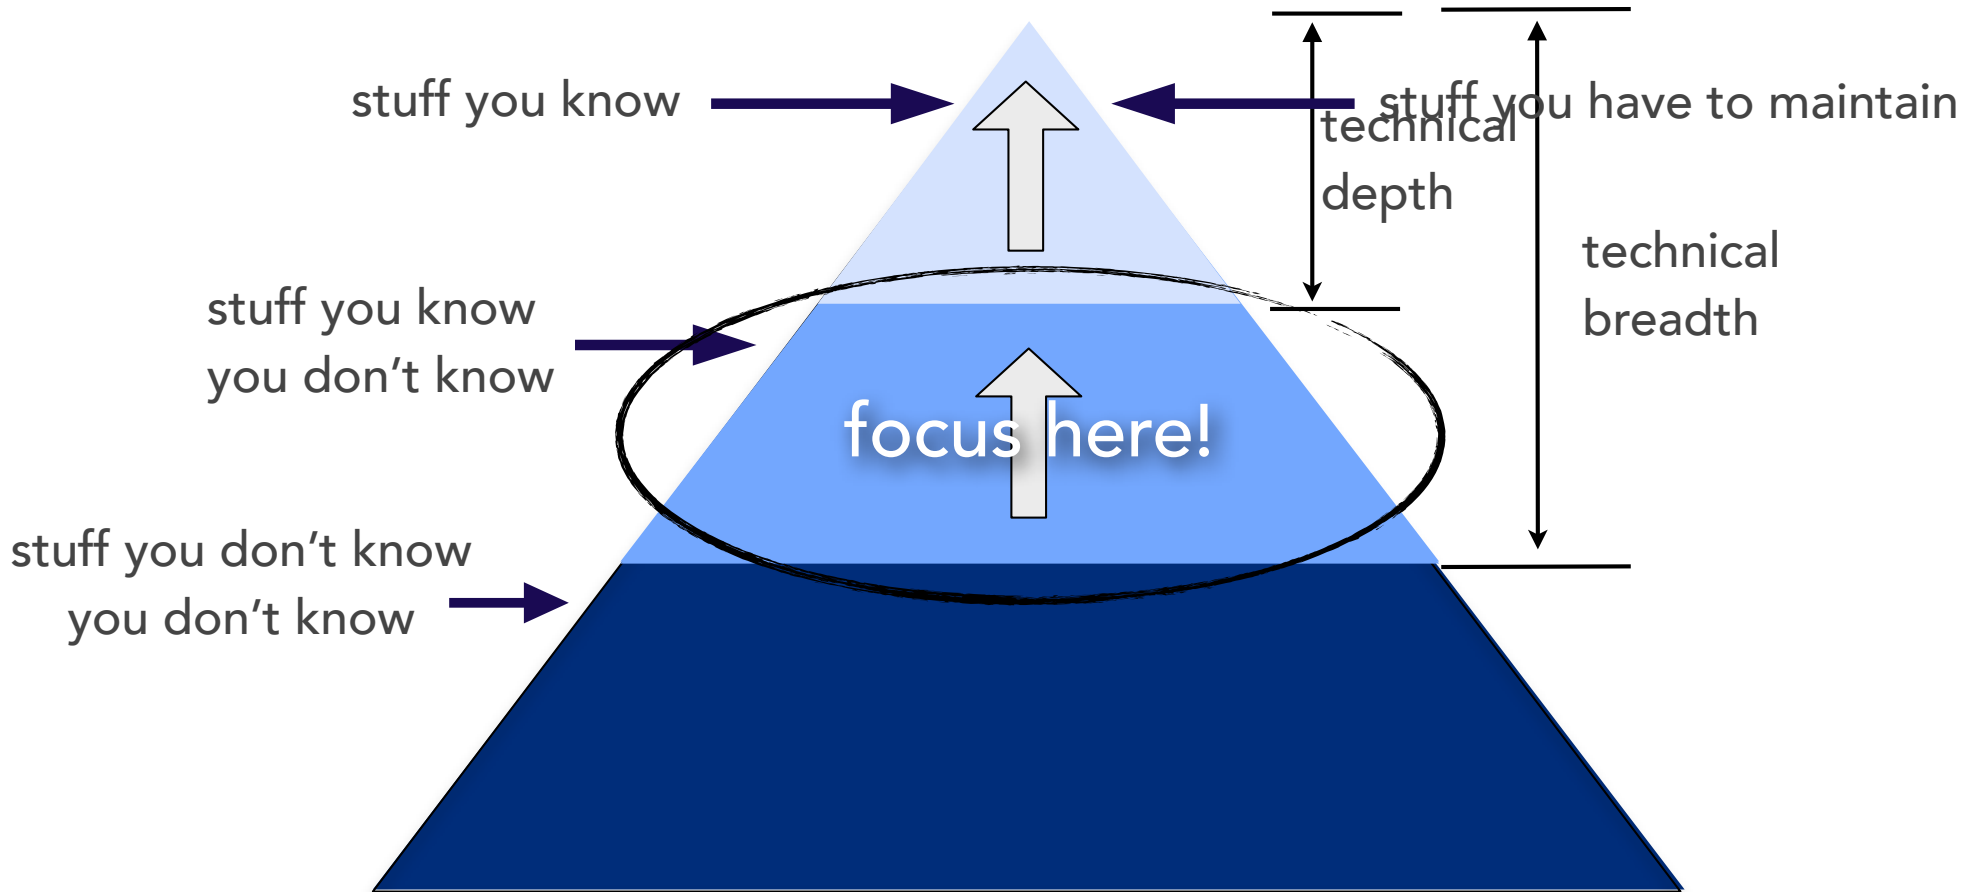 stuff you know
stuff you have to maintain
technical
depth
technical
breadth
stuff you know
you don’t know
focus here!
stuff you don’t know
you don’t know